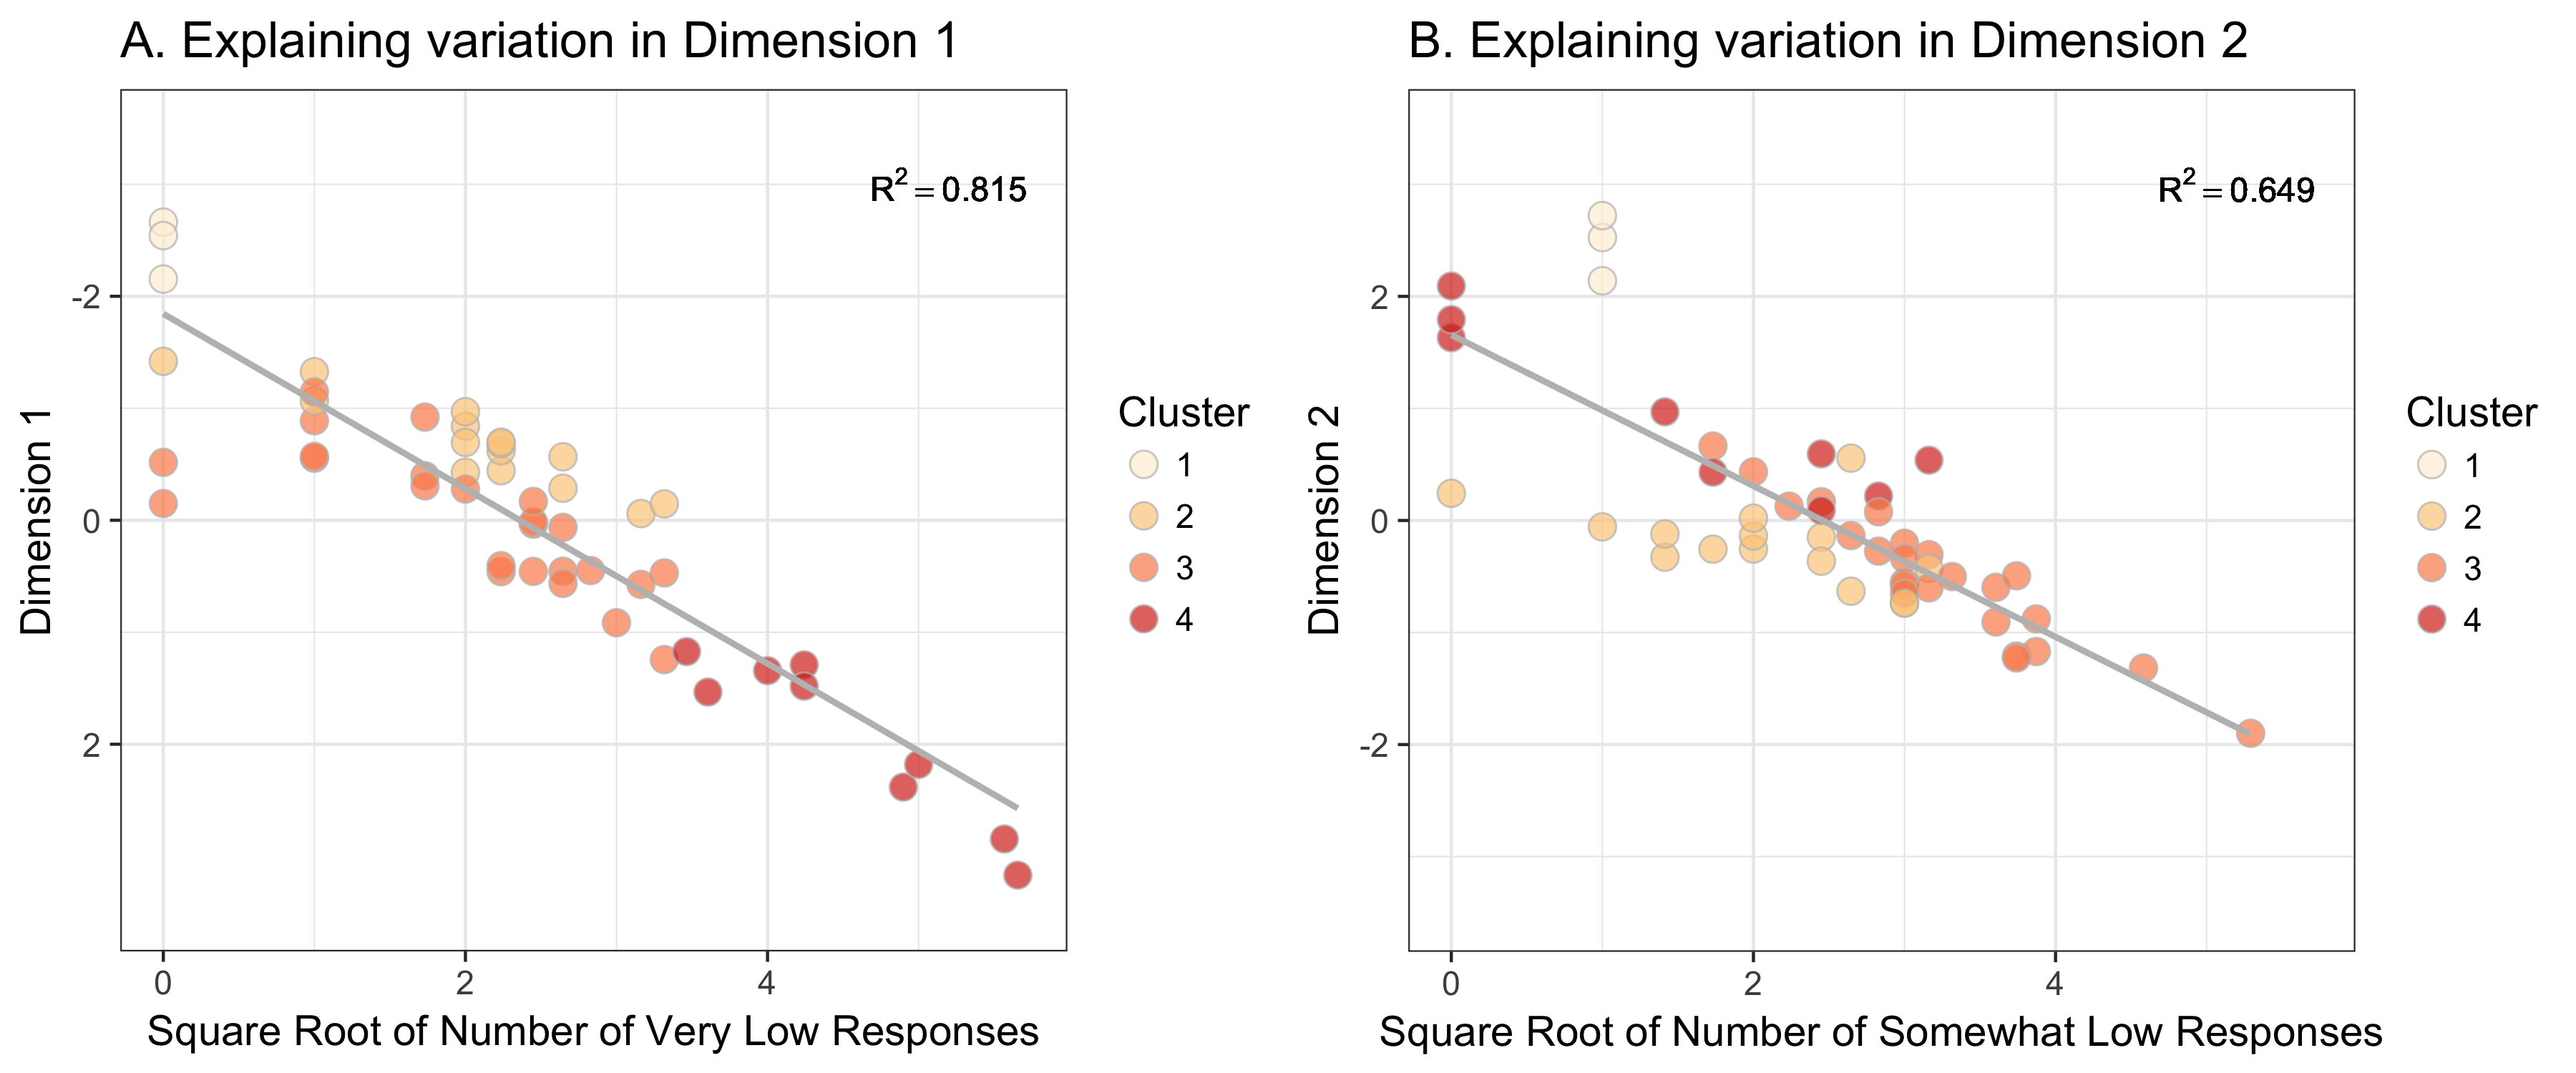 A. Explaining variation in Dimension 1
R² = 0.815
-2
0
2
Dimension 1
0
2
4
Square Root of Number of Very Low Responses
Cluster
1
2
3
4
B. Explaining variation in Dimension 2
R² = 0.649
2
0
-2
Dimension 2
0
2
4
Square Root of Number of Somewhat Low Responses
Cluster
1
2
3
4